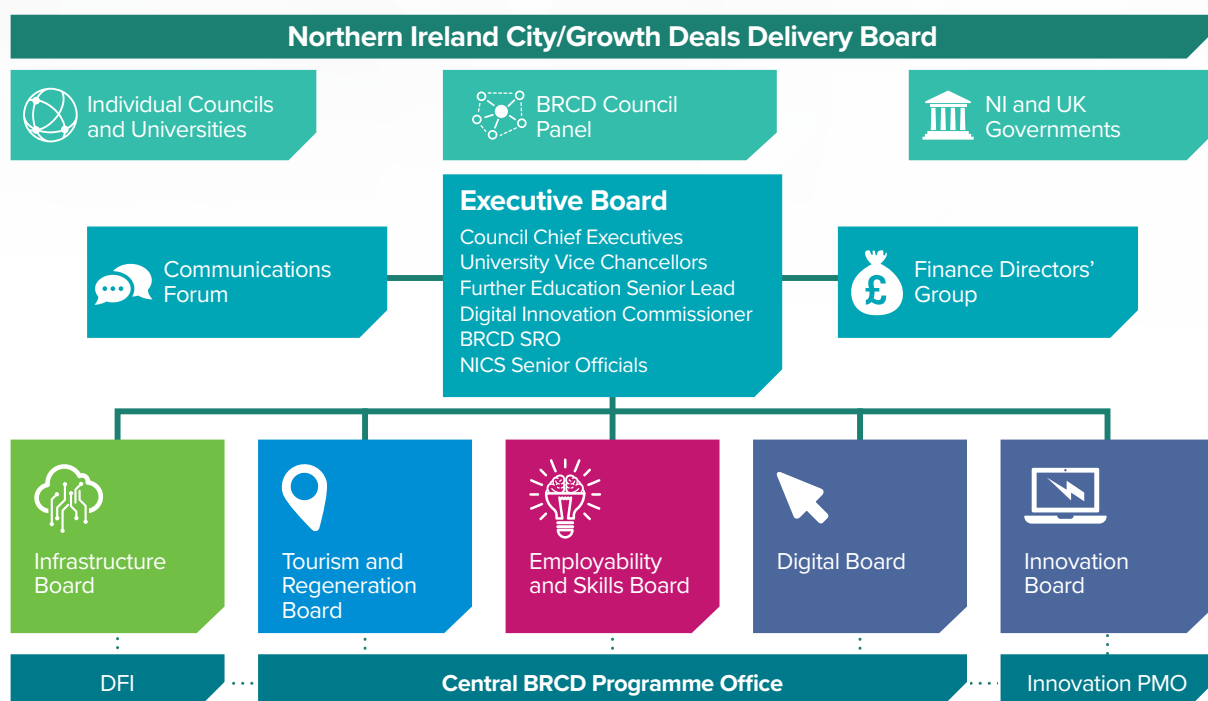 Northern Ireland City/Growth Deals Delivery Board
Individual Councils
and Universities
BRCD Council
Panel
NI and UK
Governments
Executive Board
Council Chief Executives
University Vice Chancellors
Further Education Senior Lead
Digital Innovation Commissioner
BRCD SRO
NICS Senior Officials
Communications
Forum
£
Finance Directors’
Group
Infrastructure
Board
Tourism and
Regeneration
Board
Employability
and Skills Board
Digital Board
Innovation
Board
DFI
Central BRCD Programme Office
Innovation PMO